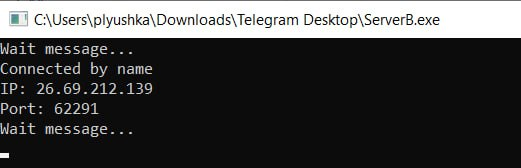 C:\Users\plyushka\Downloads\Telegram Desktop\ServerB.exe
Wait message...
Connected by name
IP: 26.69.212.139
Port: 62291
Wait message...